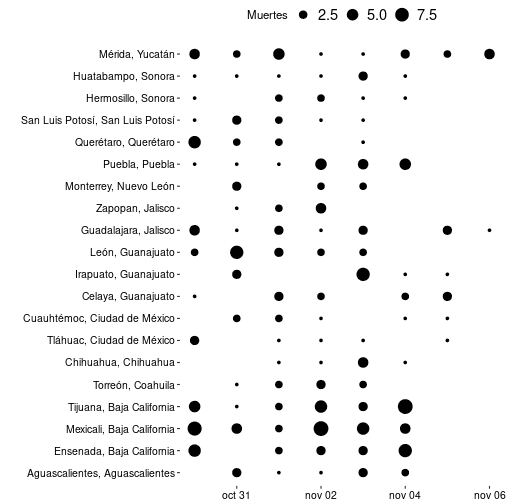 Muertes 2.5 5.0 7.5
Mérida, Yucatán
Huatabampo, Sonora
Hermosillo, Sonora
San Luis Potosí, San Luis Potosí
Querétaro, Querétaro
Puebla, Puebla
Monterrey, Nuevo León
Zapopan, Jalisco
Guadalajara, Jalisco
León, Guanajuato
Irapuato, Guanajuato
Celaya, Guanajuato
Cuauhtémoc, Ciudad de México
Tláhuac, Ciudad de México
Chihuahua, Chihuahua
Torreón, Coahuila
Tijuana, Baja California
Mexicali, Baja California
Ensenada, Baja California
Aguascalientes, Aguascalientes
oct 31 nov 02 nov 04 nov 06